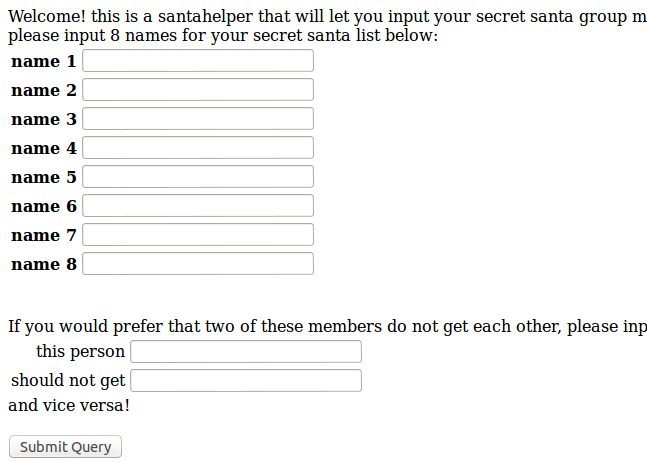 Welcome! this is a santahelper that will let you input your secret santa group m
please input 8 names for your secret santa list below:
name 1
name 2
name 3
name 4
name 5
name 6
name 7
name 8
If you would prefer that two of these members do not get each other, please inp
this person
should not get
and vice versa!
Submit Query